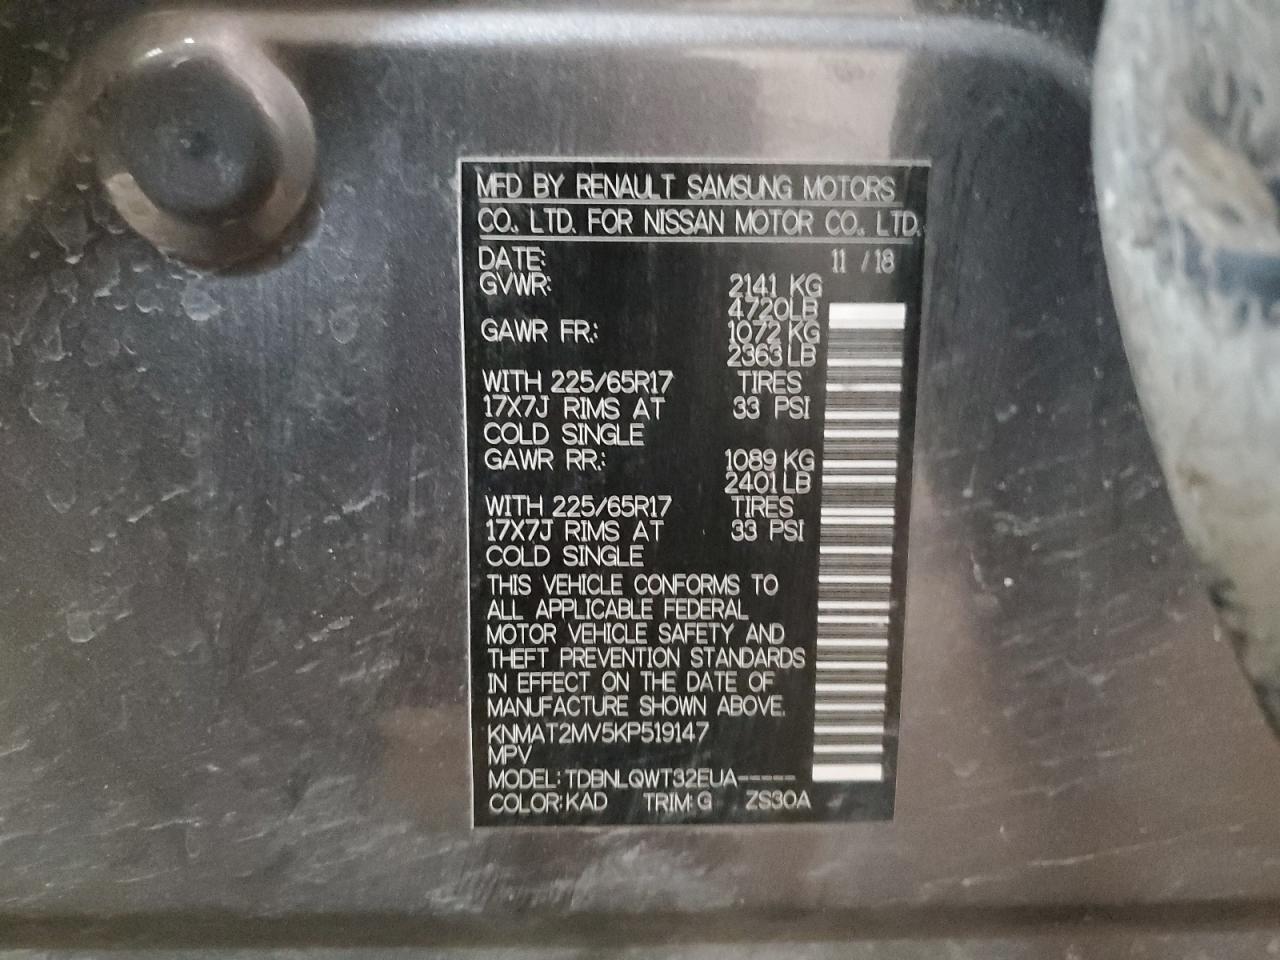 MFD BY RENAULT SAMSUNG MOTORS
CO., LTD. FOR NISSAN MOTOR CO., LTD.
DATE: 11 / 18
GVWR: 2141 KG
4720LB
GAWR FR.: 1072 KG
2363 LB
WITH 225/65R17 TIRES
17X7J RIMS AT 33 PSI
COLD SINGLE
GAWR RR.: 1089 KG
2401 LB
WITH 225/65R17 TIRES
17X7J RIMS AT 33 PSI
COLD SINGLE
THIS VEHICLE CONFORMS TO
ALL APPLICABLE FEDERAL
MOTOR VEHICLE SAFETY AND
THEFT PREVENTION STANDARDS
IN EFFECT ON THE DATE OF
MANUFACTURE SHOWN ABOVE.
KNMAT2MV5KP519147
MPV
MODEL: TDBNLQWT32EUA-----
COLOR: KAD TRIM: G ZS30A